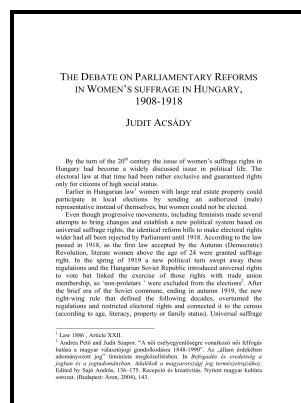 THE DEBATE ON PARLIAMENTARY REFORMS
IN WOMEN'S SUFFRAGE IN HUNGARY,
1908-1918
JUDIT ACSÁDY
By the turn of the 20th century the issue of women's suffrage rights in
Hungary had become a widely discussed issue in political life. The
electoral law at that time had been rather exclusive and guaranteed rights
only for citizens of high social status.
Earlier in Hungarian law¹ women with large real estate property could
participate in local elections by sending an authorized (male)
representative instead of themselves, but women could not be elected.
Even though progressive movements, including feminists made several
attempts to bring changes and establish a new political system based on
universal suffrage rights, the identical reform bills to make electoral rights
wider had all been rejected by Parliament until 1918. According to the law
passed in 1918, as the first law accepted by the Autumn (Democratic)
Revolution, literate women above the age of 24 were granted suffrage
right. In the spring of 1919 a new political turn swept away these
regulations and the Hungarian Soviet Republic introduced universal rights
to vote but linked the exercise of those rights with trade union
membership, so 'non-proletars ' were excluded from the elections². After
the brief era of the Soviet commune, ending in autumn 1919, the new
right-wing rule that defined the following decades, overturned the
regulations and restricted electoral rights and connected it to the census
(according to age, literacy, property or family status). Universal suffrage
¹ Law 1886 , Article XXII.
² Andrea Pető and Judit Szapor. "A női esélyegyenlőségre vonatkozó női felfogás
hatása a magyar választójogi gondolkodásra 1848-1990". Az „állam érdekében
adományozott jog" feminista megközelítésben. In Befogadás és eredetiség a
jogban és a jogtudományban. Adalékok a magyarországi jog természetrajzához.
Edited by Sajó András, 136–175. Recepció és kreativitás. Nyitott magyar kultúra
sorozat. (Budapest: Áron, 2004), 143.